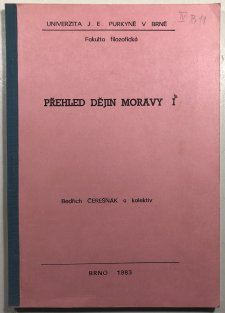 UNIVERZITA J. E. PURKYNĚ V BRNĚ
Fakulta filozofická
PŘEHLED DĚJIN MORAVY I
Bedřich ČEREŠŇÁK a kolektiv
BRNO 1983